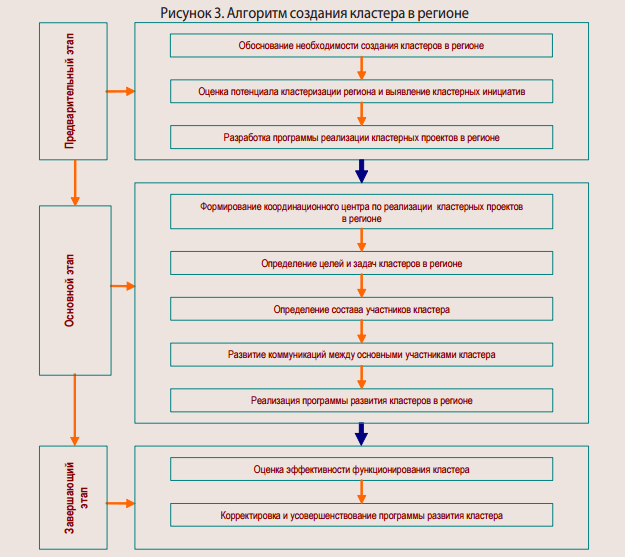 Рисунок 3. Алгоритм создания кластера в регионе
Предварительный этап
Обоснование необходимости создания кластеров в регионе
Оценка потенциала кластеризации региона и выявление кластерных инициатив
Разработка программы реализации кластерных проектов в регионе
Основной этап
Формирование координационного центра по реализации кластерных проектов
в регионе
Определение целей и задач кластеров в регионе
Определение состава участников кластера
Развитие коммуникаций между основными участниками кластера
Реализация программы развития кластеров в регионе
Завершающий
этап
Оценка эффективности функционирования кластера
Корректировка и усовершенствование программы развития кластера